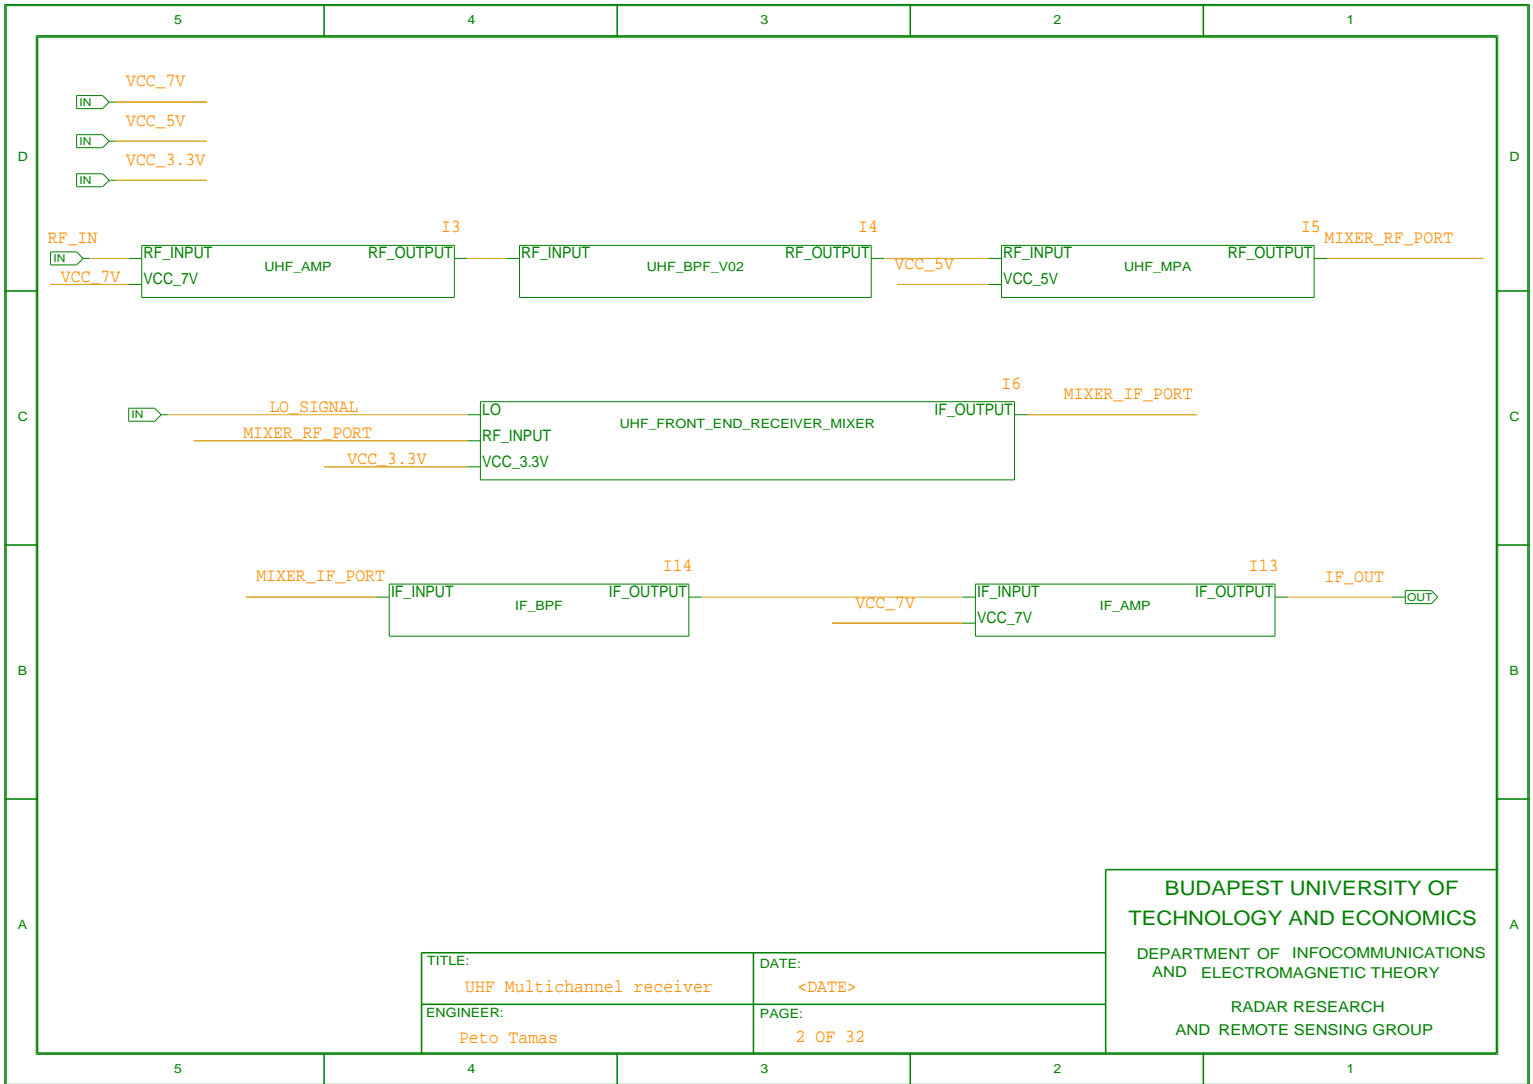 5 4 3 2 1
VCC_7V
IN
VCC_5V
IN
D D
VCC_3.3V
IN
I3 I4 I5
RF_IN MIXER_RF_PORT
IN RF_INPUT RF_OUTPUT RF_INPUT RF_OUTPUT RF_INPUT RF_OUTPUT
UHF_AMP UHF_BPF_V02 VCC_5V UHF_MPA
VCC_7V VCC_7V VCC_5V
I6
MIXER_IF_PORT
IN LO_SIGNAL LO IF_OUTPUT
C C
UHF_FRONT_END_RECEIVER_MIXER
MIXER_RF_PORT RF_INPUT
VCC_3.3V VCC_3.3V
I14 I13
MIXER_IF_PORT IF_OUT
IF_INPUT IF_OUTPUT IF_INPUT IF_OUTPUT OUT
IF_BPF VCC_7V IF_AMP
VCC_7V
B B
BUDAPEST UNIVERSITY OF
TECHNOLOGY AND ECONOMICS
A A
DEPARTMENT OF INFOCOMMUNICATIONS
AND ELECTROMAGNETIC THEORY
RADAR RESEARCH
AND REMOTE SENSING GROUP
TITLE: DATE:
UHF Multichannel receiver <DATE>
ENGINEER: PAGE:
Peto Tamas 2 OF 32
5 4 3 2 1